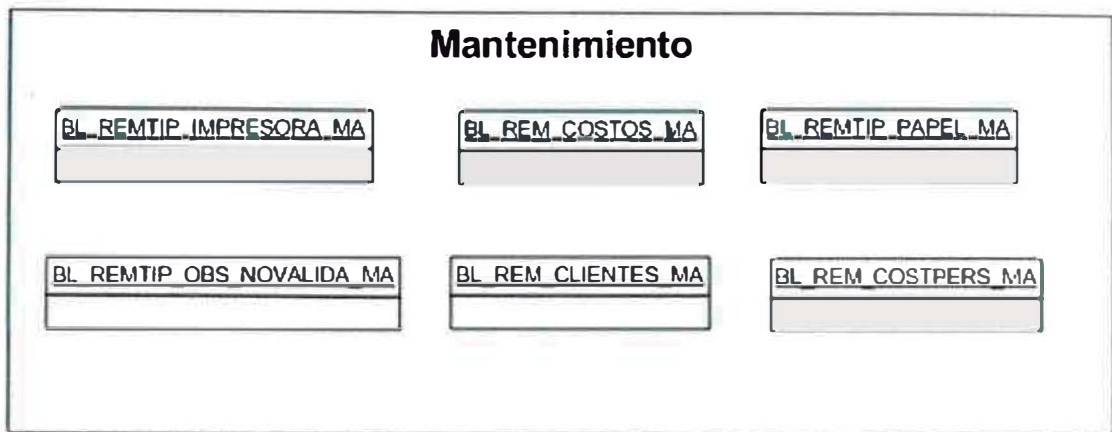 Mantenimiento
BL_REMTIP_IMPRESORA_MA
BL_REM_COSTOS_MA
BL_REMTIP_PAPEL_MA
BL_REMTIP_OBS_NOVALIDA_MA
BL_REM_CLIENTES_MA
BL_REM_COSTPERS_MA